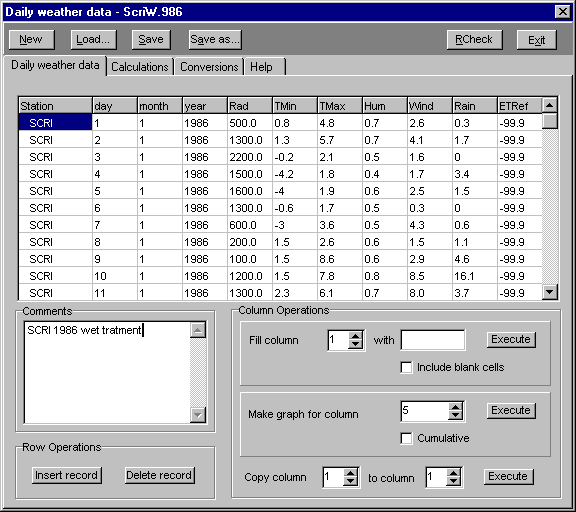 Daily weather data - ScriW.986
New Load... Save Save as... RCheck Exit
Daily weather data Calculations Conversions Help
Station day month year Rad TMin TMax Hum Wind Rain ETRef
SCRI 1 1 1986 500.0 0.8 4.8 0.7 2.6 0.3 -99.9
SCRI 2 1 1986 1300.0 1.3 5.7 0.7 4.1 1.7 -99.9
SCRI 3 1 1986 2200.0 -0.2 2.1 0.5 1.6 0 -99.9
SCRI 4 1 1986 1500.0 -4.2 1.8 0.4 1.7 3.4 -99.9
SCRI 5 1 1986 1600.0 -4 1.9 0.6 2.5 1.5 -99.9
SCRI 6 1 1986 1300.0 -0.6 1.7 0.5 0.3 0 -99.9
SCRI 7 1 1986 600.0 -3 3.6 0.5 4.3 0.6 -99.9
SCRI 8 1 1986 200.0 1.5 2.6 0.6 1.5 1.1 -99.9
SCRI 9 1 1986 100.0 1.5 8.6 0.6 2.9 4.6 -99.9
SCRI 10 1 1986 1200.0 1.5 7.8 0.8 8.5 16.1 -99.9
SCRI 11 1 1986 1300.0 2.3 6.1 0.7 8.0 3.7 -99.9
Comments
SCRI 1986 wet tratment
Row Operations
Insert record Delete record
Column Operations
Fill column 1 with Execute
Include blank cells
Make graph for column 5 Execute
Cumulative
Copy column 1 to column 1 Execute